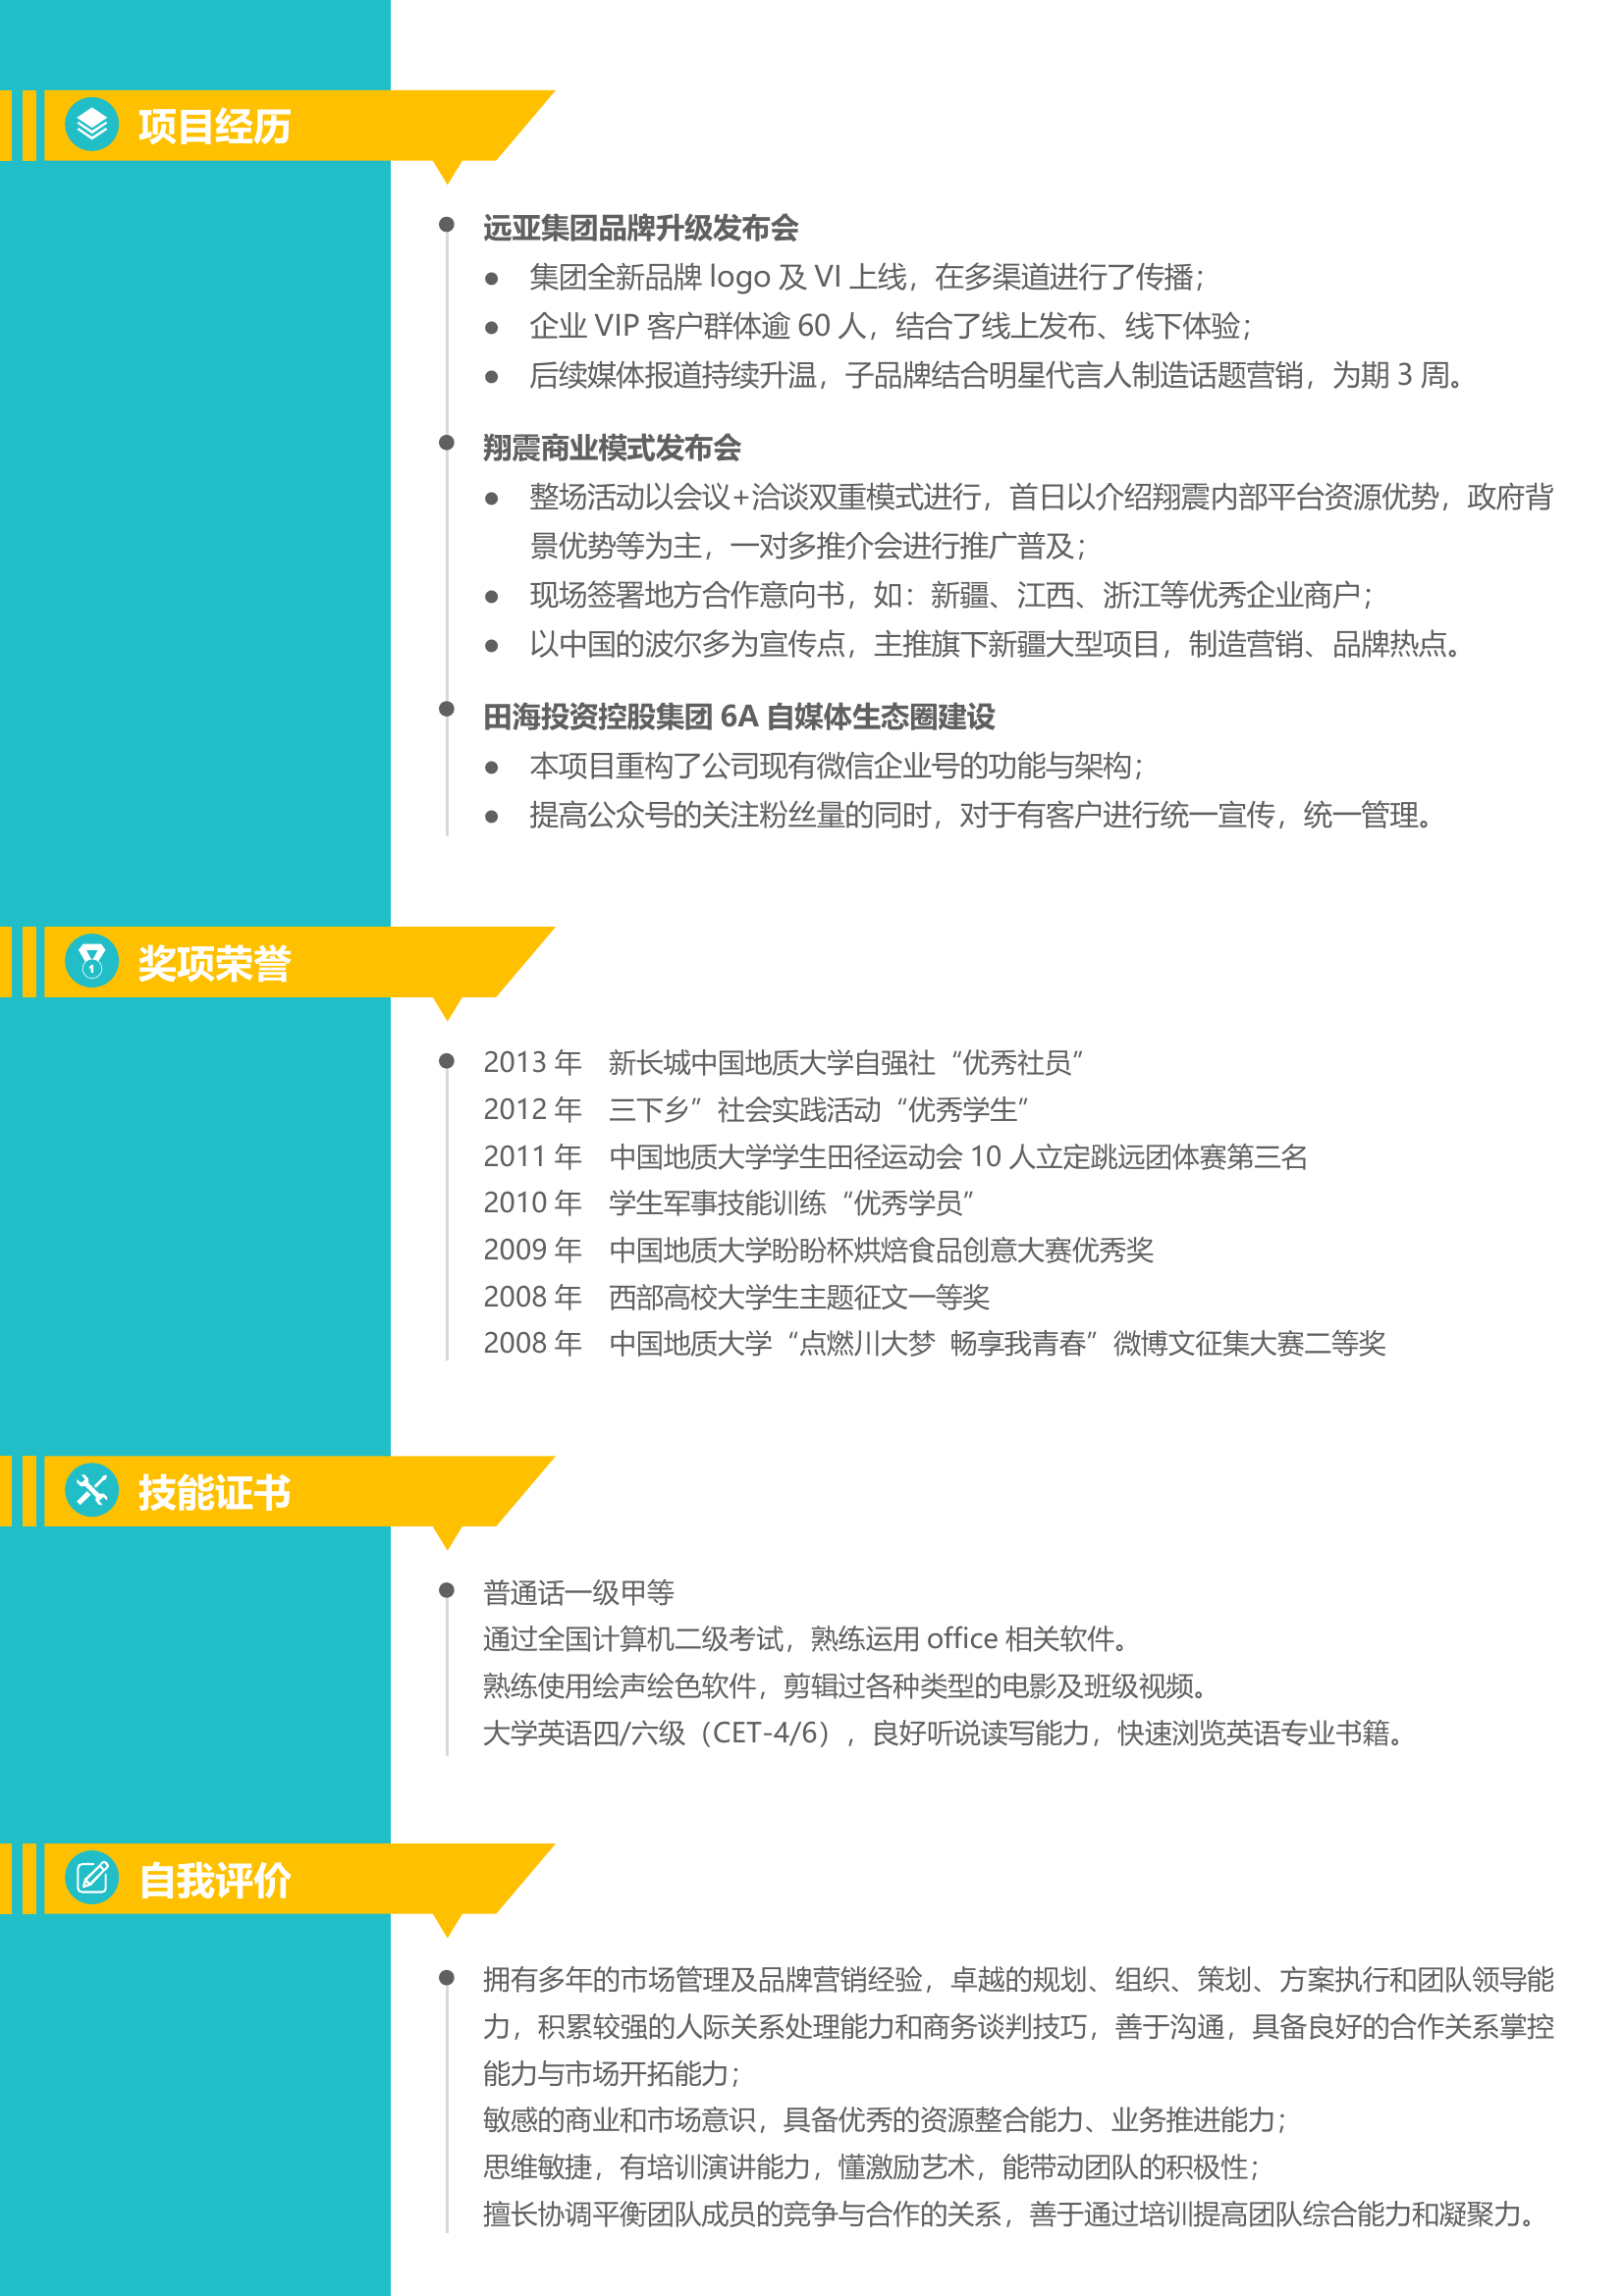 项目经历
远亚集团品牌升级发布会
● 集团全新品牌 logo 及 VI 上线，在多渠道进行了传播；
● 企业 VIP 客户群体逾 60 人，结合了线上发布、线下体验；
● 后续媒体报道持续升温，子品牌结合明星代言人制造话题营销，为期 3 周。
翔震商业模式发布会
● 整场活动以会议+洽谈双重模式进行，首日以介绍翔震内部平台资源优势，政府背
景优势等为主，一对多推介会进行推广普及；
● 现场签署地方合作意向书，如：新疆、江西、浙江等优秀企业商户；
● 以中国的波尔多为宣传点，主推旗下新疆大型项目，制造营销、品牌热点。
田海投资控股集团 6A 自媒体生态圈建设
● 本项目重构了公司现有微信企业号的功能与架构；
● 提高公众号的关注粉丝量的同时，对于有客户进行统一宣传，统一管理。
奖项荣誉
2013 年 新长城中国地质大学自强社“优秀社员”
2012 年 三下乡”社会实践活动“优秀学生”
2011 年 中国地质大学学生田径运动会 10 人立定跳远团体赛第三名
2010 年 学生军事技能训练“优秀学员”
2009 年 中国地质大学盼盼杯烘焙食品创意大赛优秀奖
2008 年 西部高校大学生主题征文一等奖
2008 年 中国地质大学“点燃川大梦 畅享我青春”微博文征集大赛二等奖
技能证书
普通话一级甲等
通过全国计算机二级考试，熟练运用 office 相关软件。
熟练使用绘声绘色软件，剪辑过各种类型的电影及班级视频。
大学英语四/六级（CET-4/6），良好听说读写能力，快速浏览英语专业书籍。
自我评价
拥有多年的市场管理及品牌营销经验，卓越的规划、组织、策划、方案执行和团队领导能
力，积累较强的人际关系处理能力和商务谈判技巧，善于沟通，具备良好的合作关系掌控
能力与市场开拓能力；
敏感的商业和市场意识，具备优秀的资源整合能力、业务推进能力；
思维敏捷，有培训演讲能力，懂激励艺术，能带动团队的积极性；
擅长协调平衡团队成员的竞争与合作的关系，善于通过培训提高团队综合能力和凝聚力。